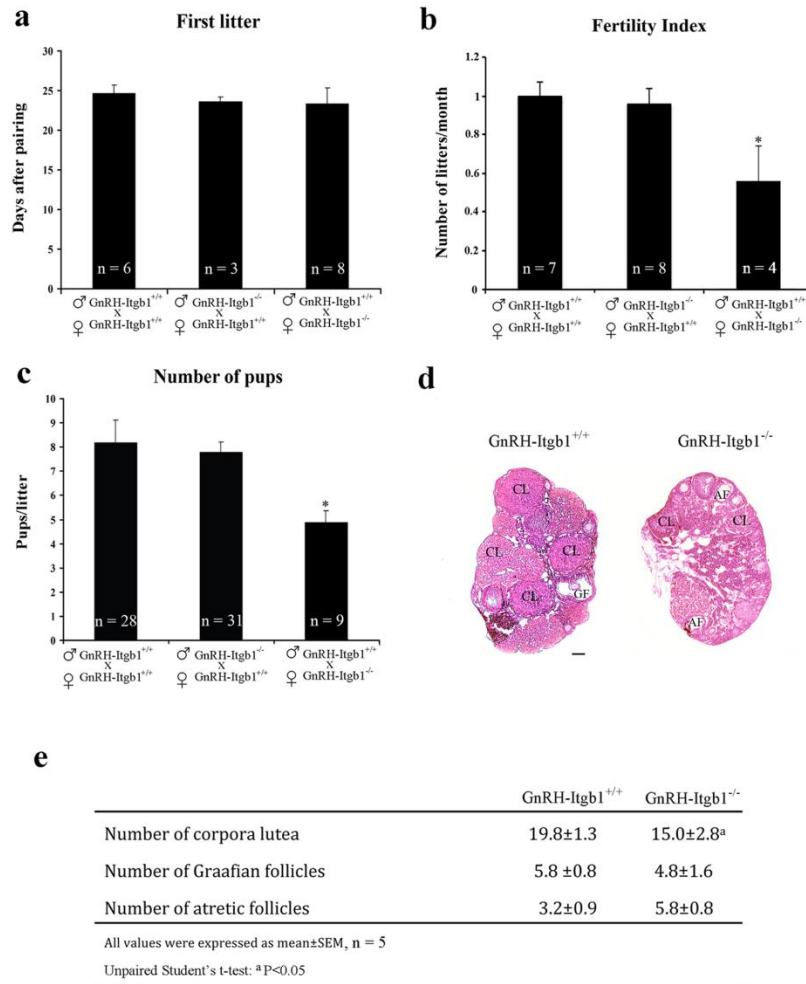 a
First litter
Days after pairing
30
25
20
15
10
5
0
n = 6
n = 3
n = 8
♂ GnRH-Itgb1+/+
X
♀ GnRH-Itgb1+/+
♂ GnRH-Itgb1-/-
X
♀ GnRH-Itgb1+/+
♂ GnRH-Itgb1+/+
X
♀ GnRH-Itgb1-/-
b
Fertility Index
Number of litters/month
1.2
1
0.8
0.6
0.4
0.2
0
*
n = 7
n = 8
n = 4
♂ GnRH-Itgb1+/+
X
♀ GnRH-Itgb1+/+
♂ GnRH-Itgb1-/-
X
♀ GnRH-Itgb1+/+
♂ GnRH-Itgb1+/+
X
♀ GnRH-Itgb1-/-
c
Number of pups
Pups/litter
10
9
8
7
6
5
4
3
2
1
0
*
n = 28
n = 31
n = 9
♂ GnRH-Itgb1+/+
X
♀ GnRH-Itgb1+/+
♂ GnRH-Itgb1-/-
X
♀ GnRH-Itgb1+/+
♂ GnRH-Itgb1+/+
X
♀ GnRH-Itgb1-/-
d
GnRH-Itgb1+/+
CL
CL
CL
CL
GF
GnRH-Itgb1-/-
AF
CL
CL
AF
e
GnRH-Itgb1+/+ GnRH-Itgb1-/-
Number of corpora lutea 19.8±1.3 15.0±2.8a
Number of Graafian follicles 5.8 ±0.8 4.8±1.6
Number of atretic follicles 3.2±0.9 5.8±0.8
All values were expressed as mean±SEM, n = 5
Unpaired Student's t-test: a P<0.05